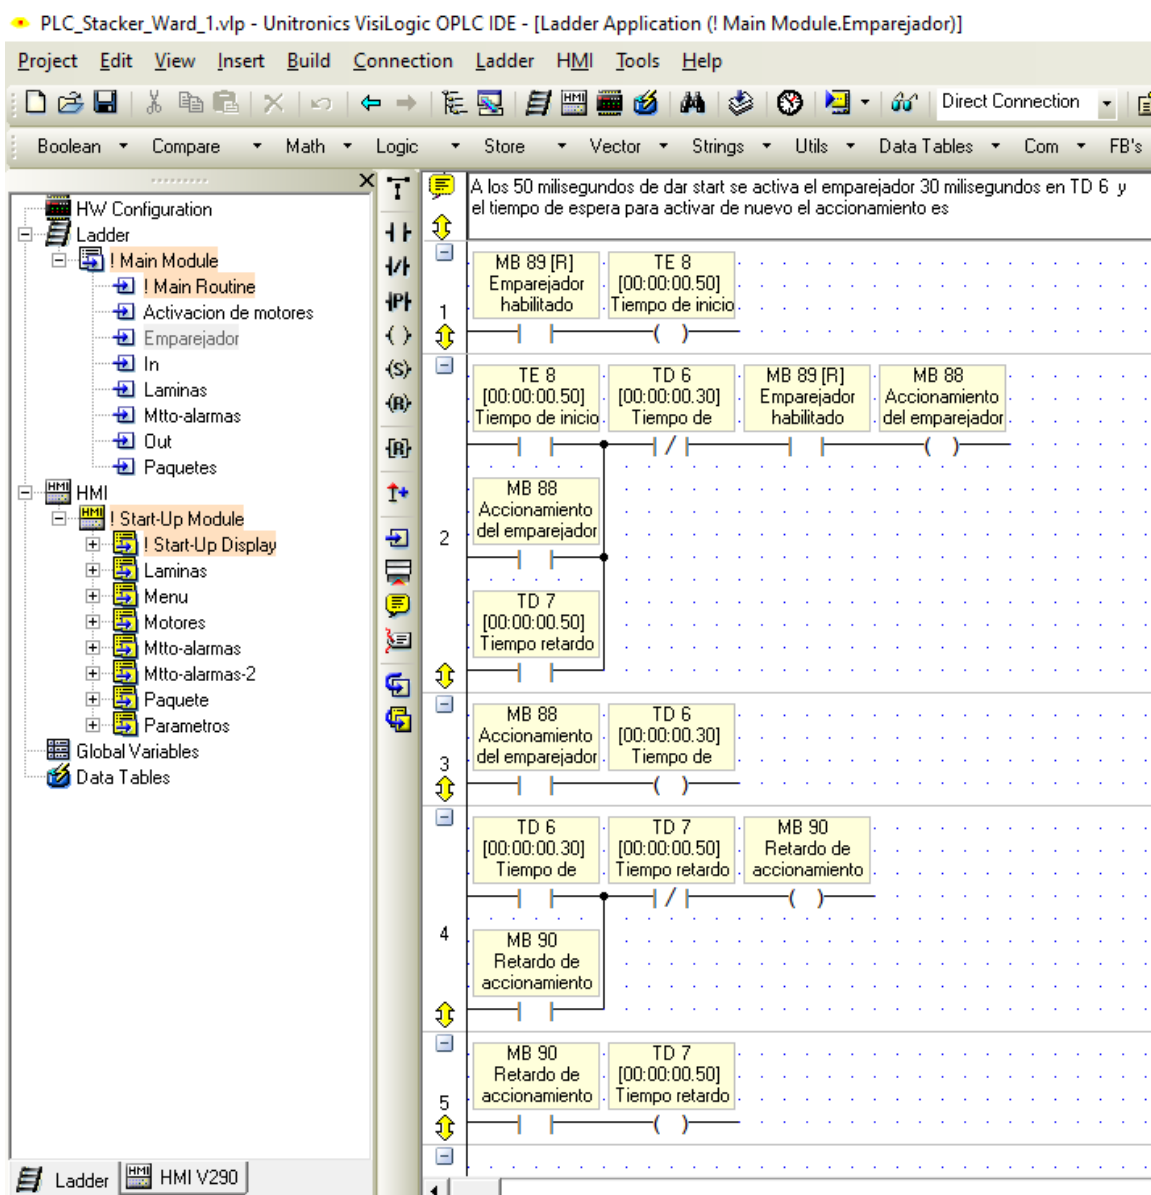 PLC_Stacker_Ward_1.vlp - Unitronics VisiLogic OPLC IDE - [Ladder Application (! Main Module.Emparejador)]
Project Edit View Insert Build Connection Ladder HMI Tools Help
Direct Connection
Boolean Compare Math Logic Store Vector Strings Utils Data Tables Com FB's
HW Configuration
Ladder
! Main Module
! Main Routine
Activacion de motores
Emparejador
In
Laminas
Mtto-alarmas
Out
Paquetes
HMI
! Start-Up Module
! Start-Up Display
Laminas
Menu
Motores
Mtto-alarmas
Mtto-alarmas-2
Paquete
Parametros
Global Variables
Data Tables
Ladder HMI V290
A los 50 milisegundos de dar start se activa el emparejador 30 milisegundos en TD 6 y
el tiempo de espera para activar de nuevo el accionamiento es
1
MB 89 [R]
Emparejador
habilitado
TE 8
[00:00:00.50]
Tiempo de inicio
2
TE 8
[00:00:00.50]
Tiempo de inicio
TD 6
[00:00:00.30]
Tiempo de
MB 89 [R]
Emparejador
habilitado
MB 88
Accionamiento
del emparejador
MB 88
Accionamiento
del emparejador
TD 7
[00:00:00.50]
Tiempo retardo
3
MB 88
Accionamiento
del emparejador
TD 6
[00:00:00.30]
Tiempo de
4
TD 6
[00:00:00.30]
Tiempo de
TD 7
[00:00:00.50]
Tiempo retardo
MB 90
Retardo de
accionamiento
MB 90
Retardo de
accionamiento
5
MB 90
Retardo de
accionamiento
TD 7
[00:00:00.50]
Tiempo retardo